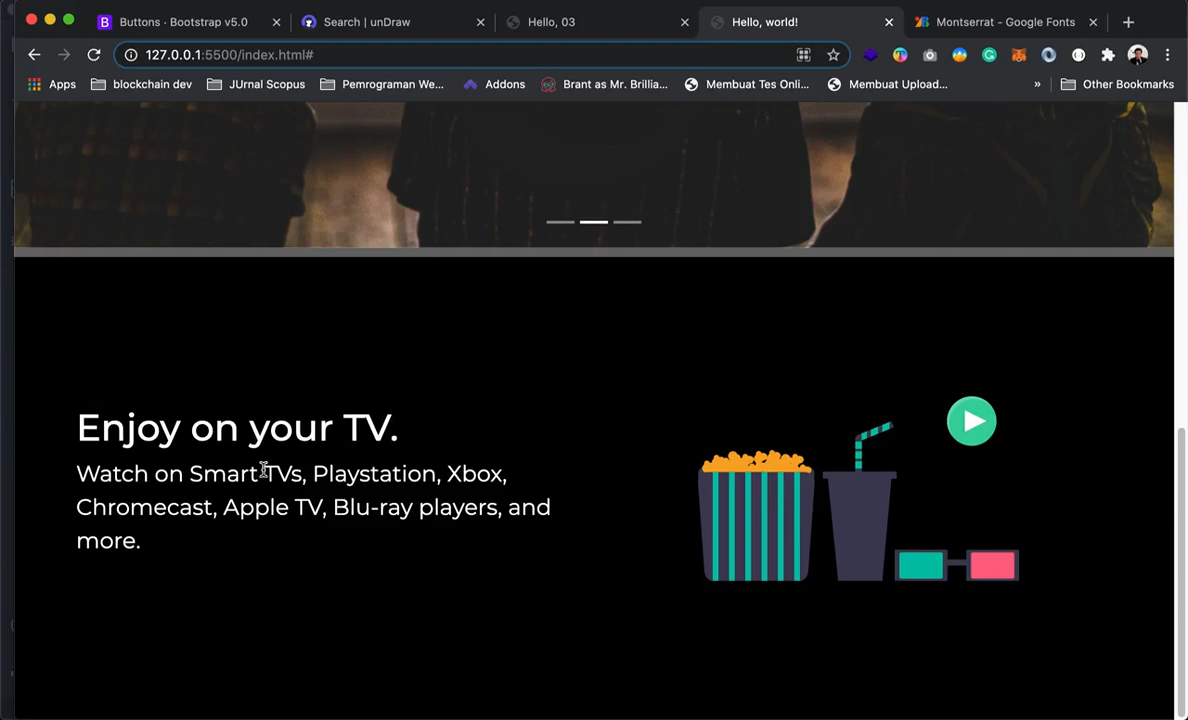 Buttons · Bootstrap v5.0
Search | unDraw
Hello, 03
Hello, world!
Montserrat - Google Fonts
127.0.0.1:5500/index.html#
Apps
blockchain dev
JUrnal Scopus
Pemrograman We...
Addons
Brant as Mr. Brillia...
Membuat Tes Onli...
Membuat Upload...
»
Other Bookmarks
Enjoy on your TV.
Watch on Smart TVs, Playstation, Xbox,
Chromecast, Apple TV, Blu-ray players, and
more.